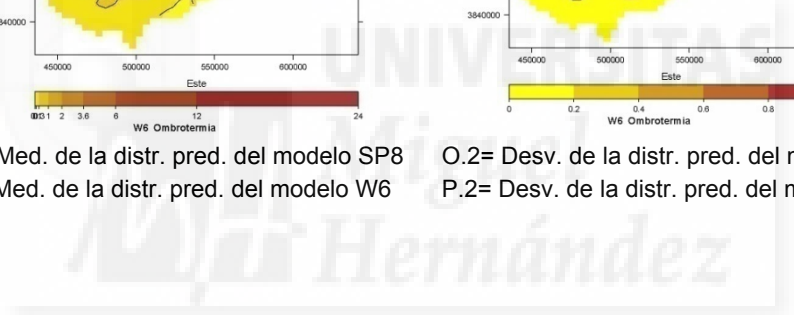 840000
3840000
450000 500000 550000 600000
450000 500000 550000 600000
Este
Este
1 2 3.6 6 12 24
0 0.2 0.4 0.6 0.8
W6 Ombrotermia
W6 Ombrotermia
Med. de la distr. pred. del modelo SP8 O.2= Desv. de la distr. pred. del
Med. de la distr. pred. del modelo W6 P.2= Desv. de la distr. pred. del
UNIVERSITAS
Miguel
Hernández